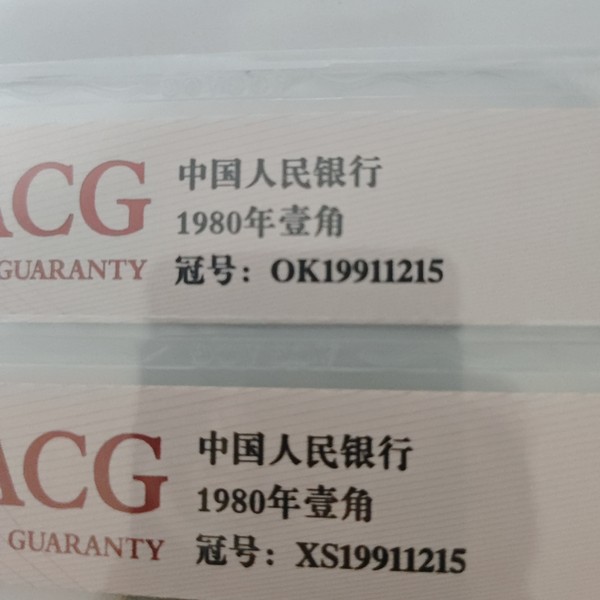 ACG
GUARANTY
中国人民银行
1980年壹角
冠号：OK19911215
ACG
GUARANTY
中国人民银行
1980年壹角
冠号：XS19911215